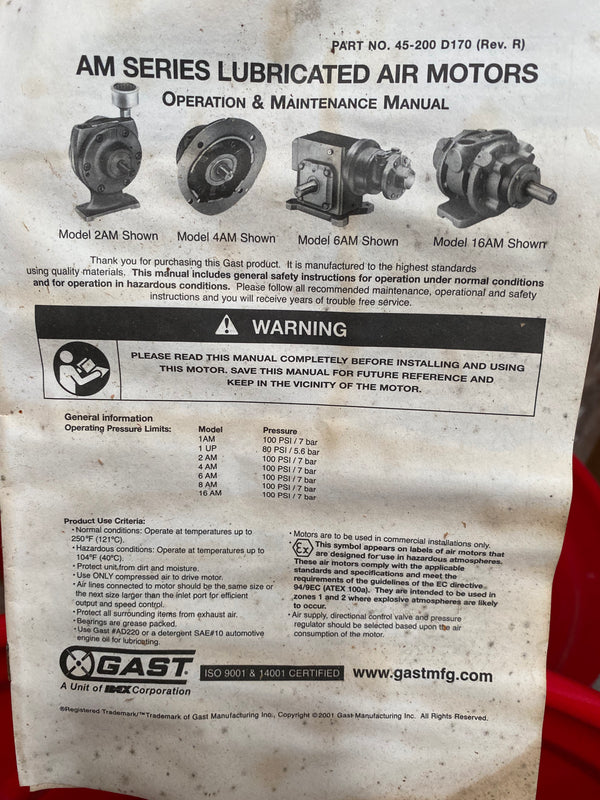 PART NO. 45-200 D170 (Rev. R)
AM SERIES LUBRICATED AIR MOTORS
OPERATION & MAINTENANCE MANUAL
Model 2AM Shown Model 4AM Shown Model 6AM Shown Model 16AM Shown
Thank you for purchasing this Gast product. It is manufactured to the highest standards
using quality materials. This manual includes general safety instructions for operation under normal conditions
and for operation in hazardous conditions. Please follow all recommended maintenance, operational and safety
instructions and you will receive years of trouble free service.
WARNING
PLEASE READ THIS MANUAL COMPLETELY BEFORE INSTALLING AND USING
THIS MOTOR. SAVE THIS MANUAL FOR FUTURE REFERENCE AND
KEEP IN THE VICINITY OF THE MOTOR.
General information
Operating Pressure Limits: Model Pressure
1AM 100 PSI / 7 bar
1 UP 80 PSI / 5.6 bar
2 AM 100 PSI / 7 bar
4 AM 100 PSI / 7 bar
6 AM 100 PSI / 7 bar
8 AM 100 PSI / 7 bar
16 AM 100 PSI / 7 bar
Product Use Criteria:
• Normal conditions: Operate at temperatures up to
250°F (121°C).
• Hazardous conditions: Operate at temperatures up to
104°F (40°C).
• Protect unit from dirt and moisture.
• Use ONLY compressed air to drive motor.
• Air lines connected to motor should be the same size or
the next size larger than the inlet port for efficient
output and speed control.
• Protect all surrounding items from exhaust air.
• Bearings are grease packed.
• Use Gast #AD220 or a detergent SAE#10 automotive
engine oil for lubricating.
• Motors are to be used in commercial installations only.
• Ex This symbol appears on labels of air motors that
are designed for use in hazardous atmospheres.
These air motors comply with the applicable
standards and specifications and meet the
requirements of the guidelines of the EC directive
94/9EC (ATEX 100a). They are intended to be used in
zones 1 and 2 where explosive atmospheres are likely
to occur.
• Air supply, directional control valve and pressure
regulator should be selected based upon the air
consumption of the motor.
GAST ISO 9001 & 14001 CERTIFIED www.gastmfg.com
A Unit of IDEX Corporation
®Registered Trademark/™Trademark of Gast Manufacturing Inc., Copyright ©2001 Gast Manufacturing Inc. All Rights Reserved.